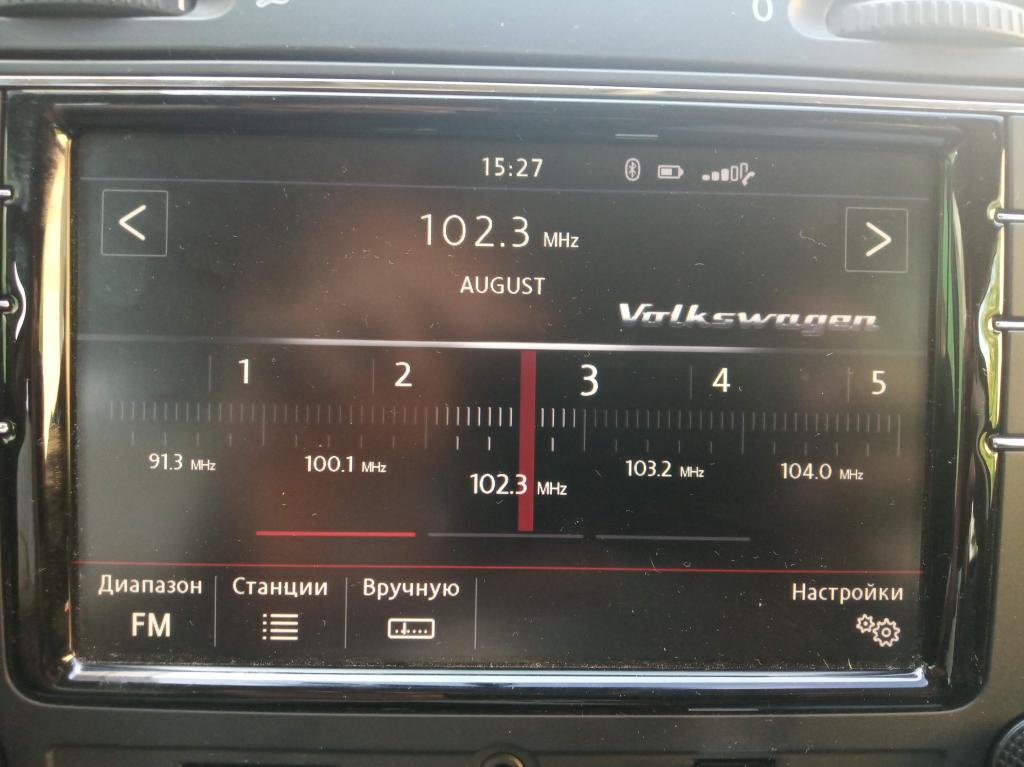 0
15:27
102.3 MHz
AUGUST
Volkswagen
1 2 3 4 5
91.3 MHz 100.1 MHz 102.3 MHz 103.2 MHz 104.0 MHz
Диапазон Станции Вручную Настройки
FM